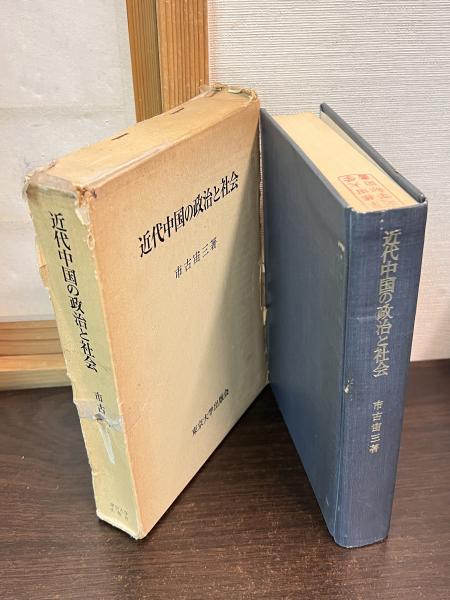 近代中国の政治と社会
市古
近代中国の政治と社会
市古宙三著
東京大学出版会
近代中国の政治と社会
市古宙三著